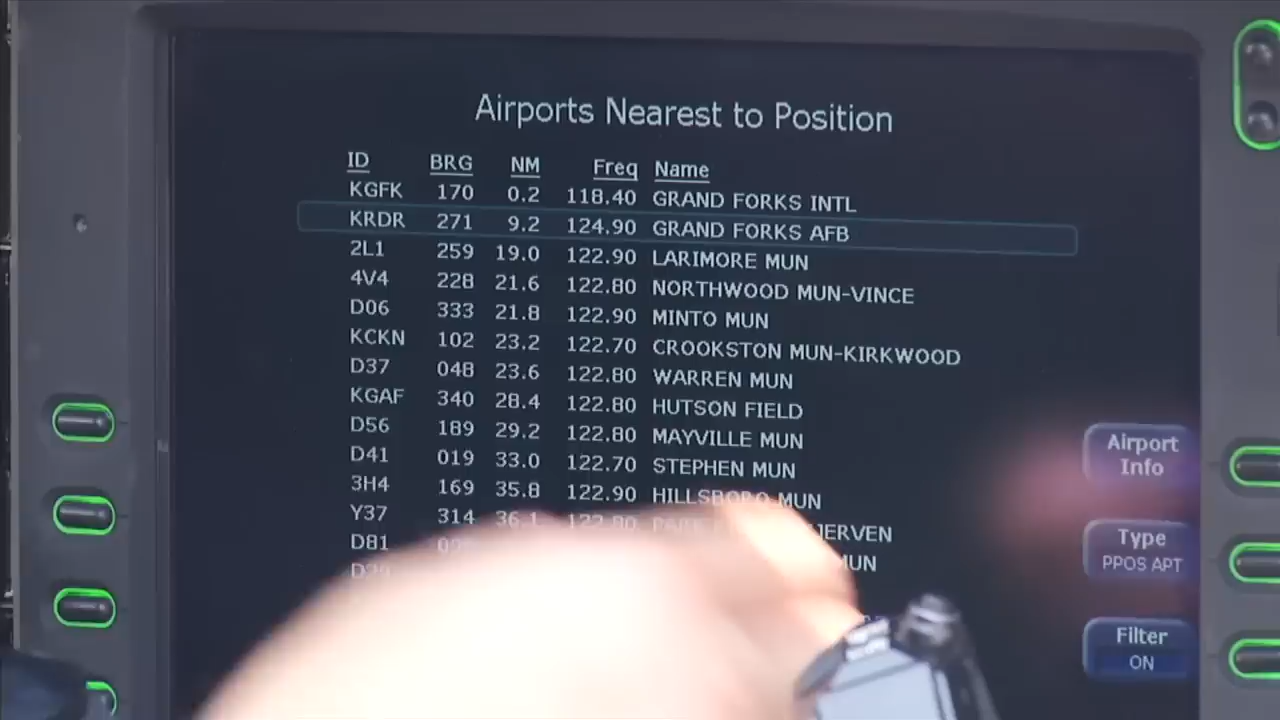 Airports Nearest to Position
ID BRG NM Freq Name
KGFK 170 0.2 118.40 GRAND FORKS INTL
KRDR 271 9.2 124.90 GRAND FORKS AFB
2L1 259 19.0 122.90 LARIMORE MUN
4V4 228 21.6 122.80 NORTHWOOD MUN-VINCE
D06 333 21.8 122.90 MINTO MUN
KCKN 102 23.2 122.70 CROOKSTON MUN-KIRKWOOD
D37 048 23.6 122.80 WARREN MUN
KGAF 340 28.4 122.80 HUTSON FIELD
D56 189 29.2 122.80 MAYVILLE MUN
D41 019 33.0 122.70 STEPHEN MUN
3H4 169 35.8 122.90 HILLSBORO MUN
Y37 314 36.1
D81 MUN
Airport
Info
Type
PPOS APT
Filter
ON